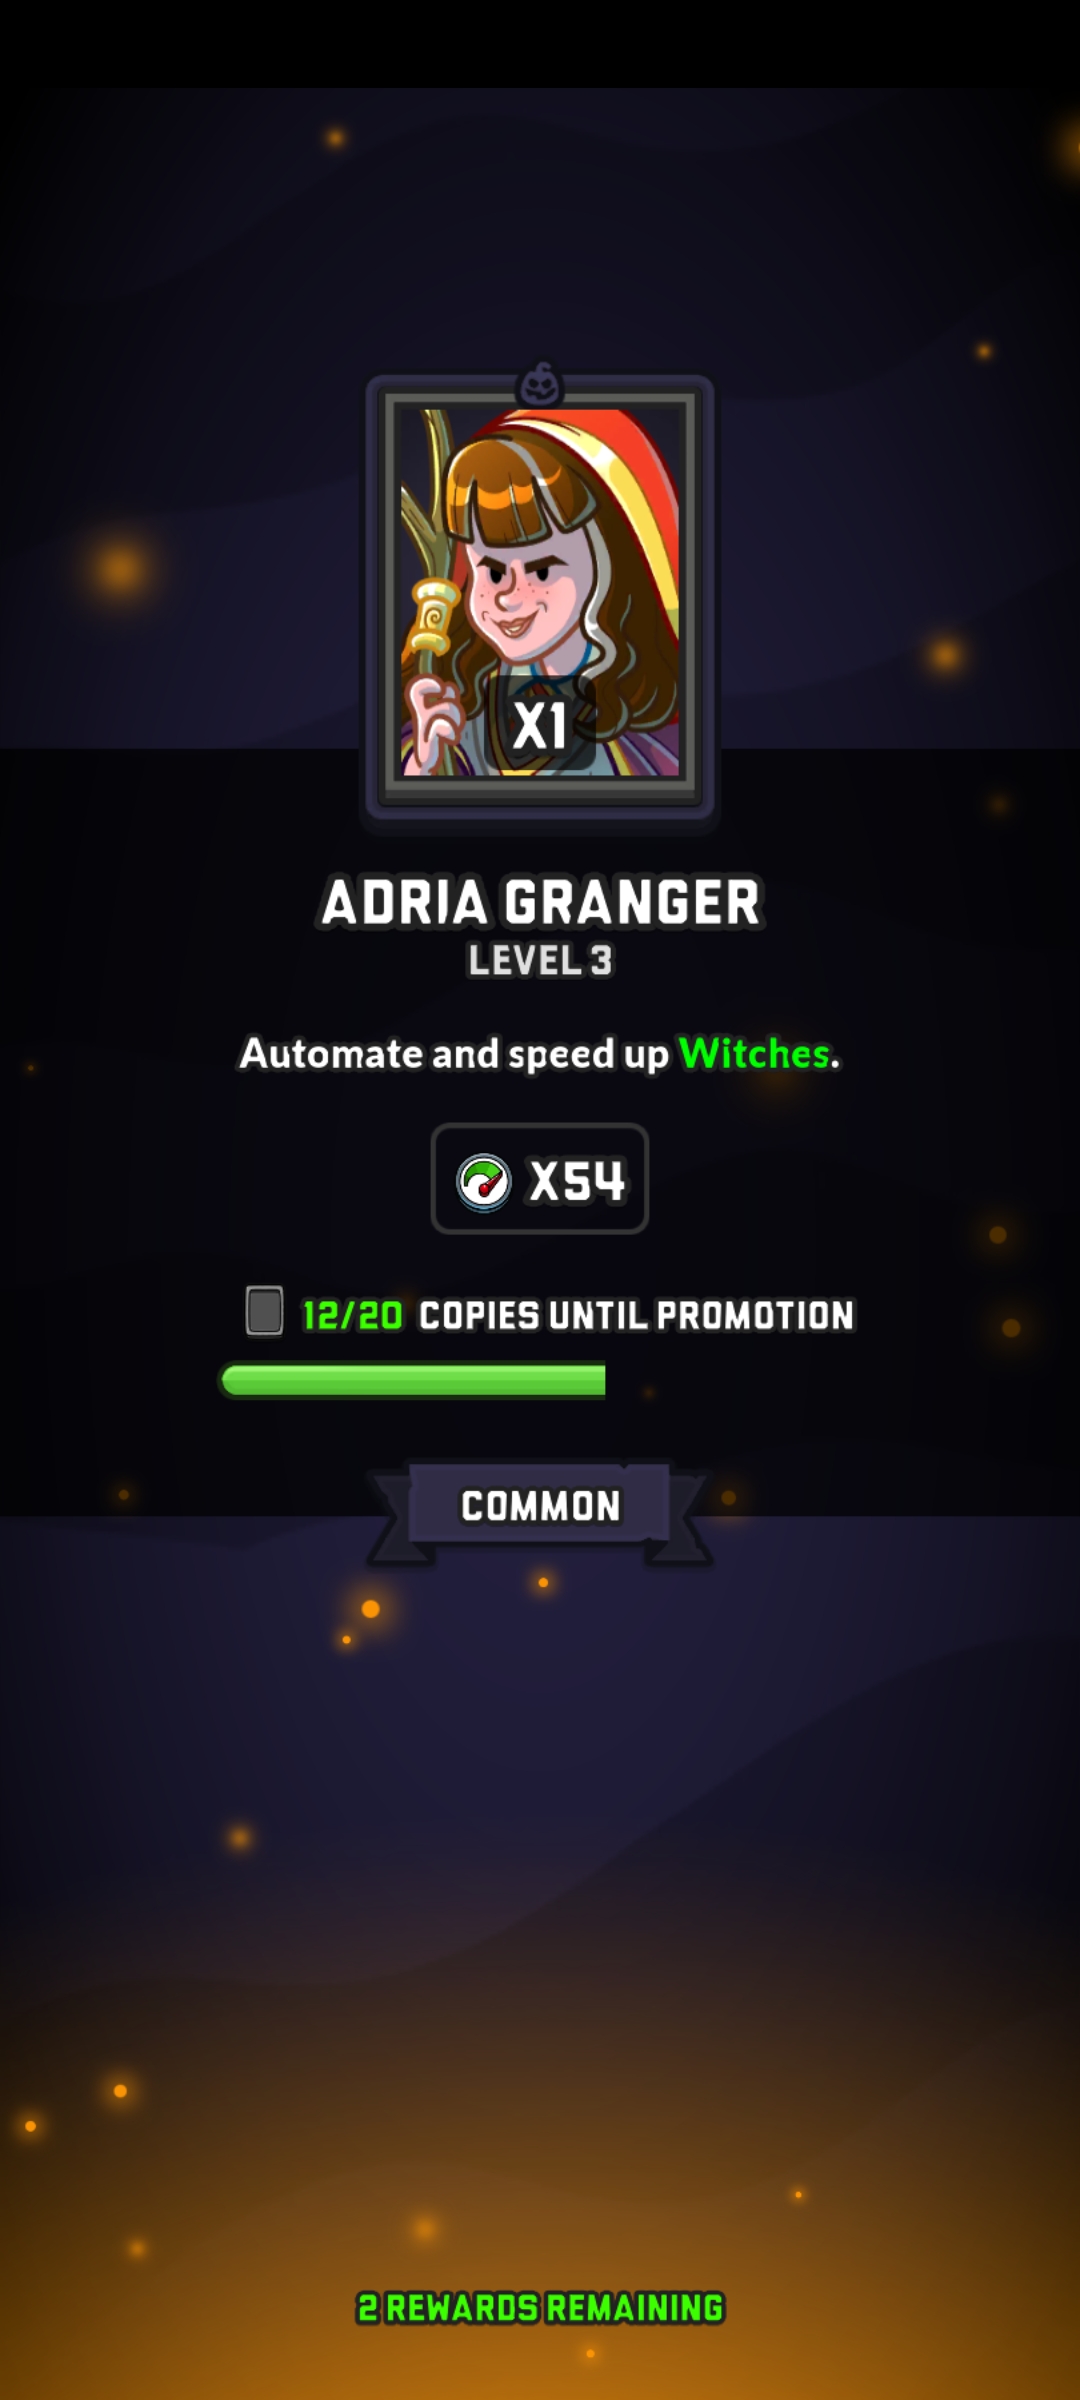 X1
ADRIA GRANGER
LEVEL 3
Automate and speed up Witches.
X54
12/20 COPIES UNTIL PROMOTION
COMMON
2 REWARDS REMAINING